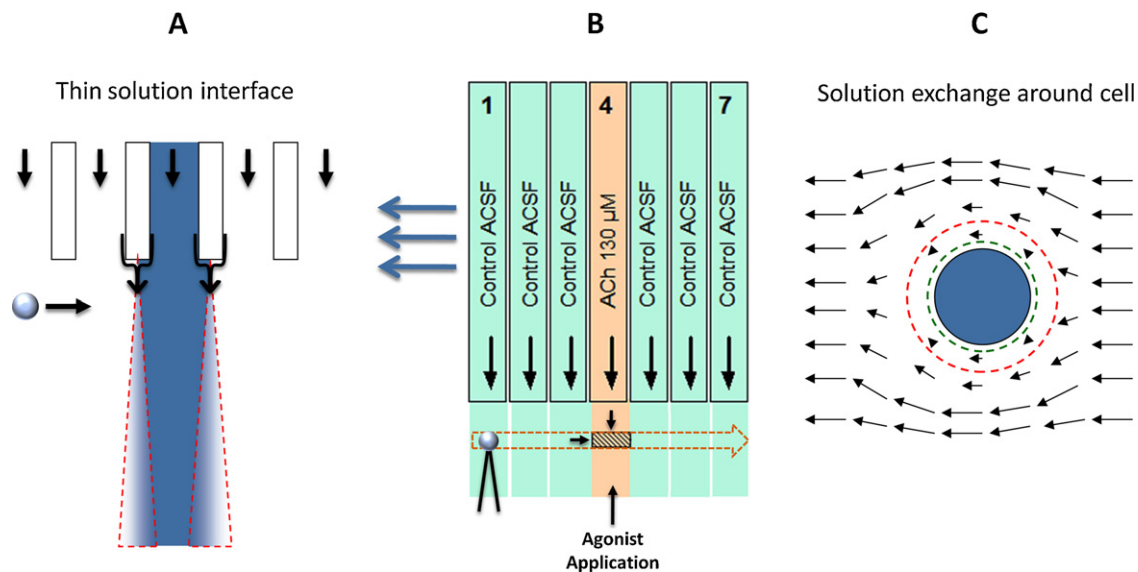 A
Thin solution interface
B
1
4
7
Control ACSF
Control ACSF
Control ACSF
ACh 130 µM
Control ACSF
Control ACSF
Control ACSF
Agonist
Application
C
Solution exchange around cell